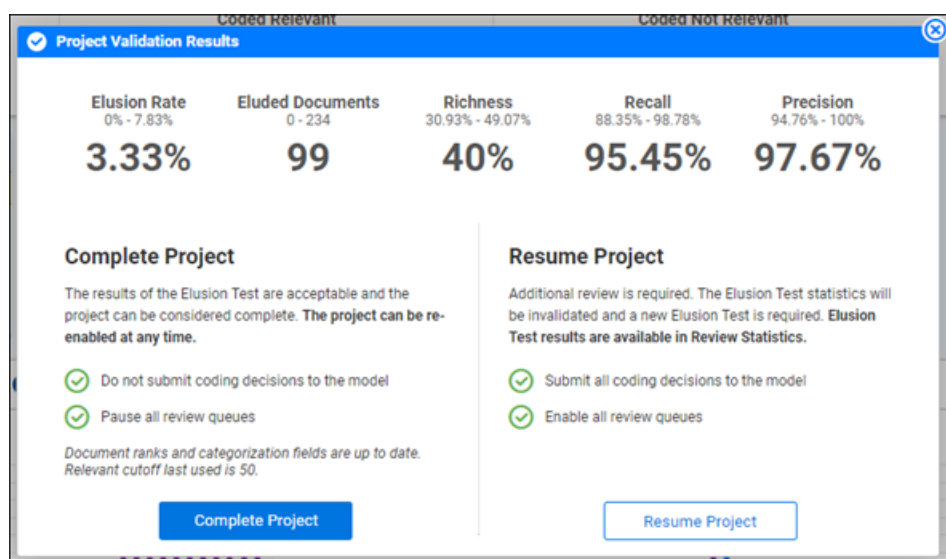 Coded Relevant Coded Not Relevant
Project Validation Results
Elusion Rate Eluded Documents Richness Recall Precision
0% - 7.83% 0 - 234 30.93% - 49.07% 88.35% - 98.78% 94.76% - 100%
3.33% 99 40% 95.45% 97.67%
Complete Project
The results of the Elusion Test are acceptable and the
project can be considered complete. The project can be re-
enabled at any time.
Do not submit coding decisions to the model
Pause all review queues
Document ranks and categorization fields are up to date.
Relevant cutoff last used is 50.
Complete Project
Resume Project
Additional review is required. The Elusion Test statistics will
be invalidated and a new Elusion Test is required. Elusion
Test results are available in Review Statistics.
Submit all coding decisions to the model
Enable all review queues
Resume Project